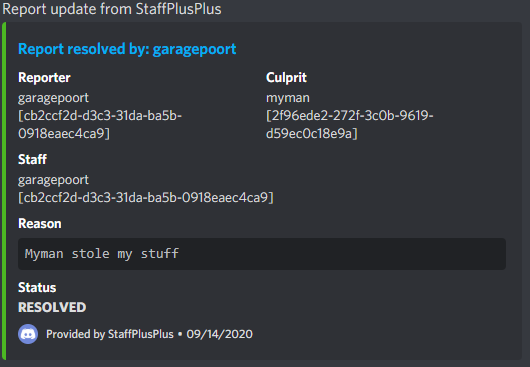 Report update from StaffPlusPlus
Report resolved by: garagepoort
Reporter
garagepoort
[cb2ccf2d-d3c3-31da-ba5b-
0918eaec4ca9]
Culprit
myman
[2f96ede2-272f-3c0b-9619-
d59ec0c18e9a]
Staff
garagepoort
[cb2ccf2d-d3c3-31da-ba5b-0918eaec4ca9]
Reason
Myman stole my stuff
Status
RESOLVED
Provided by StaffPlusPlus • 09/14/2020